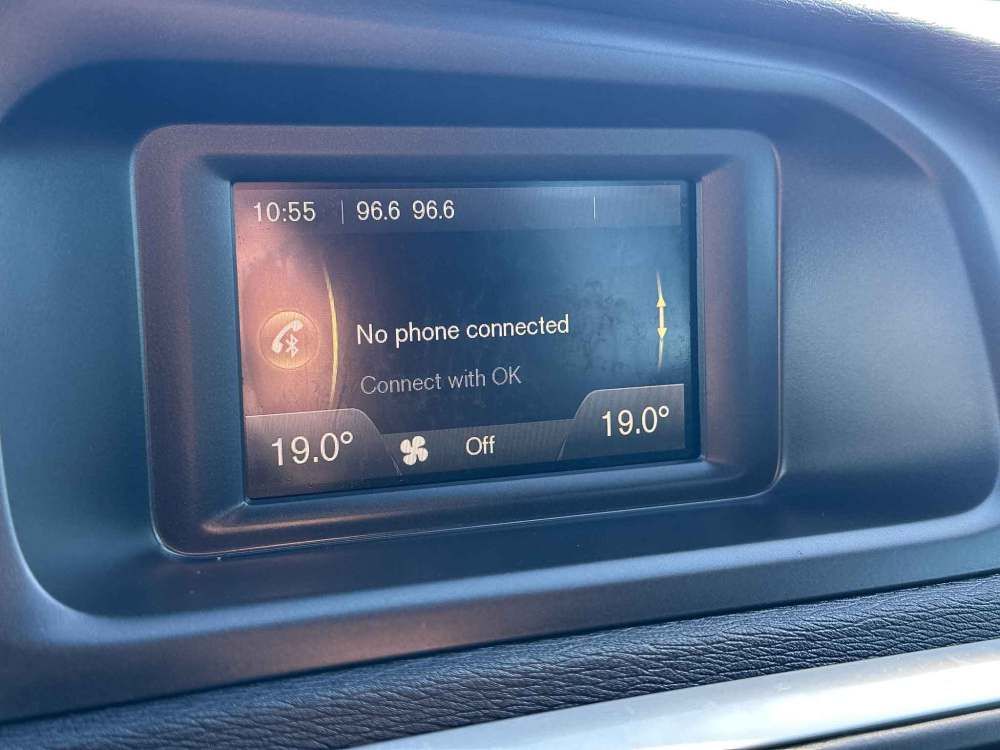 10:55 96.6 96.6
No phone connected
Connect with OK
19.0° Off 19.0°